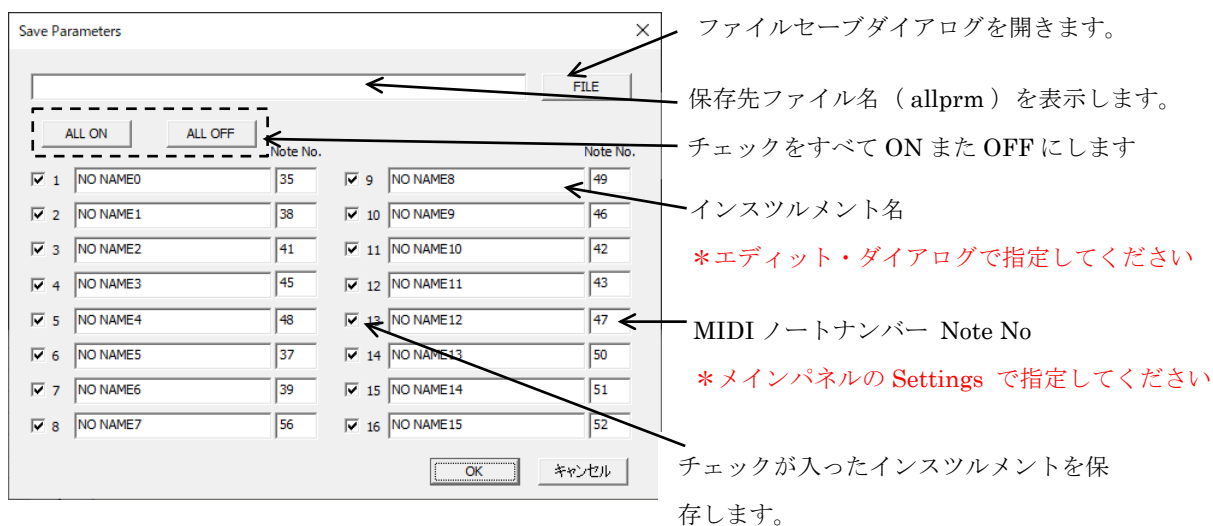 Save Parameters
ファイルセーブダイアログを開きます。
FILE
保存先ファイル名（allprm）を表示します。
ALL ON ALL OFF
チェックをすべて ON また OFF にします
Note No. Note No.
1 NO NAME0 35 9 NO NAME8 49
2 NO NAME1 38 10 NO NAME9 46
インスツルメント名
3 NO NAME2 41 11 NO NAME10 42
＊エディット・ダイアログで指定してください
4 NO NAME3 45 12 NO NAME11 43
5 NO NAME4 48 13 NO NAME12 47
MIDI ノートナンバー Note No
6 NO NAME5 37 14 NO NAME13 50
＊メインパネルの Settings で指定してください
7 NO NAME6 39 15 NO NAME14 51
8 NO NAME7 56 16 NO NAME15 52
OK キャンセル
チェックが入ったインスツルメントを保
存します。